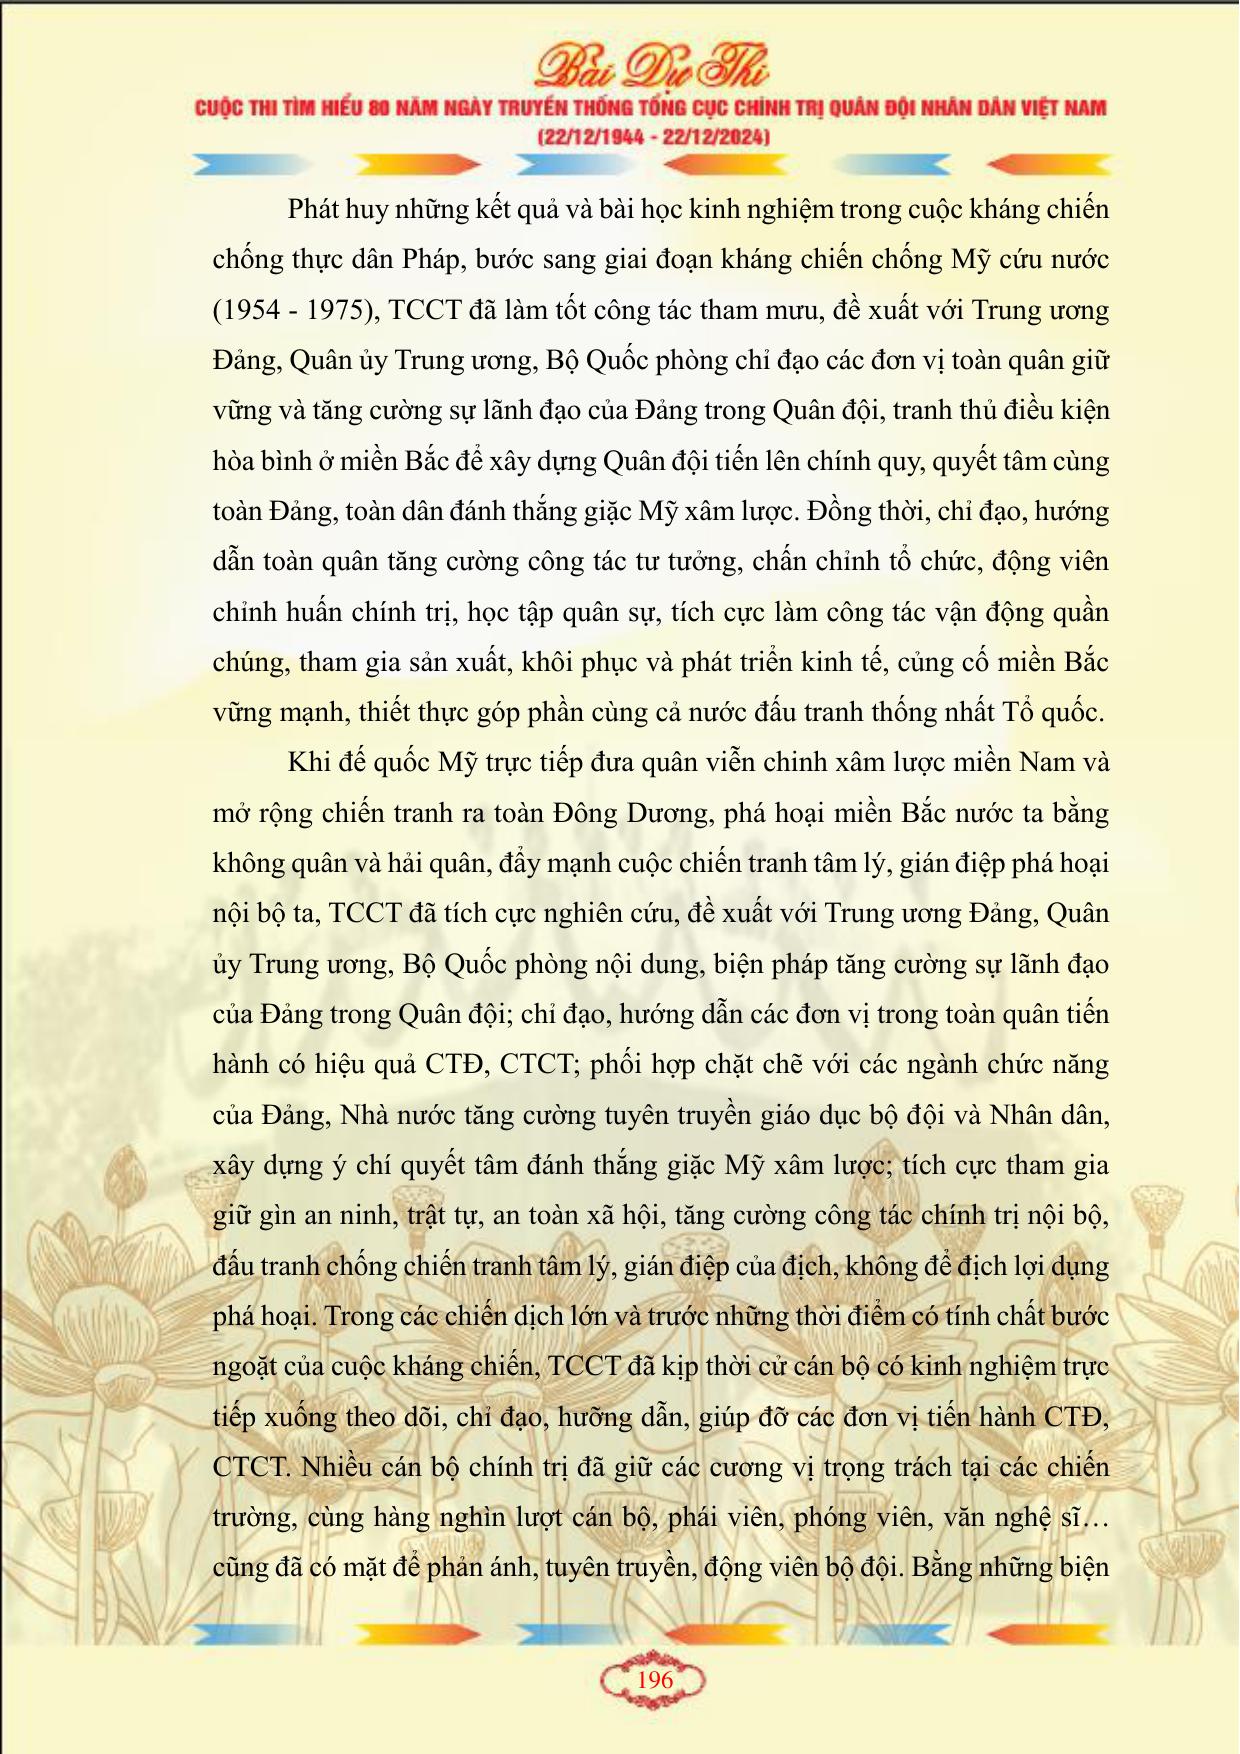 Bài Dự Thi
CUỘC THI TÌM HIỂU 80 NĂM NGÀY TRUYỀN THỐNG TỔNG CỤC CHÍNH TRỊ QUÂN ĐỘI NHÂN DÂN VIỆT NAM
(22/12/1944 - 22/12/2024)
Phát huy những kết quả và bài học kinh nghiệm trong cuộc kháng chiến
chống thực dân Pháp, bước sang giai đoạn kháng chiến chống Mỹ cứu nước
(1954 - 1975), TCCT đã làm tốt công tác tham mưu, đề xuất với Trung ương
Đảng, Quân ủy Trung ương, Bộ Quốc phòng chỉ đạo các đơn vị toàn quân giữ
vững và tăng cường sự lãnh đạo của Đảng trong Quân đội, tranh thủ điều kiện
hòa bình ở miền Bắc để xây dựng Quân đội tiến lên chính quy, quyết tâm cùng
toàn Đảng, toàn dân đánh thắng giặc Mỹ xâm lược. Đồng thời, chỉ đạo, hướng
dẫn toàn quân tăng cường công tác tư tưởng, chấn chỉnh tổ chức, động viên
chỉnh huấn chính trị, học tập quân sự, tích cực làm công tác vận động quần
chúng, tham gia sản xuất, khôi phục và phát triển kinh tế, củng cố miền Bắc
vững mạnh, thiết thực góp phần cùng cả nước đấu tranh thống nhất Tổ quốc.
Khi đế quốc Mỹ trực tiếp đưa quân viễn chinh xâm lược miền Nam và
mở rộng chiến tranh ra toàn Đông Dương, phá hoại miền Bắc nước ta bằng
không quân và hải quân, đẩy mạnh cuộc chiến tranh tâm lý, gián điệp phá hoại
nội bộ ta, TCCT đã tích cực nghiên cứu, đề xuất với Trung ương Đảng, Quân
ủy Trung ương, Bộ Quốc phòng nội dung, biện pháp tăng cường sự lãnh đạo
của Đảng trong Quân đội; chỉ đạo, hướng dẫn các đơn vị trong toàn quân tiến
hành có hiệu quả CTĐ, CTCT; phối hợp chặt chẽ với các ngành chức năng
của Đảng, Nhà nước tăng cường tuyên truyền giáo dục bộ đội và Nhân dân,
xây dựng ý chí quyết tâm đánh thắng giặc Mỹ xâm lược; tích cực tham gia
giữ gìn an ninh, trật tự, an toàn xã hội, tăng cường công tác chính trị nội bộ,
đấu tranh chống chiến tranh tâm lý, gián điệp của địch, không để địch lợi dụng
phá hoại. Trong các chiến dịch lớn và trước những thời điểm có tính chất bước
ngoặt của cuộc kháng chiến, TCCT đã kịp thời cử cán bộ có kinh nghiệm trực
tiếp xuống theo dõi, chỉ đạo, hưỡng dẫn, giúp đỡ các đơn vị tiến hành CTĐ,
CTCT. Nhiều cán bộ chính trị đã giữ các cương vị trọng trách tại các chiến
trường, cùng hàng nghìn lượt cán bộ, phái viên, phóng viên, văn nghệ sĩ…
cũng đã có mặt để phản ánh, tuyên truyền, động viên bộ đội. Bằng những biện
196